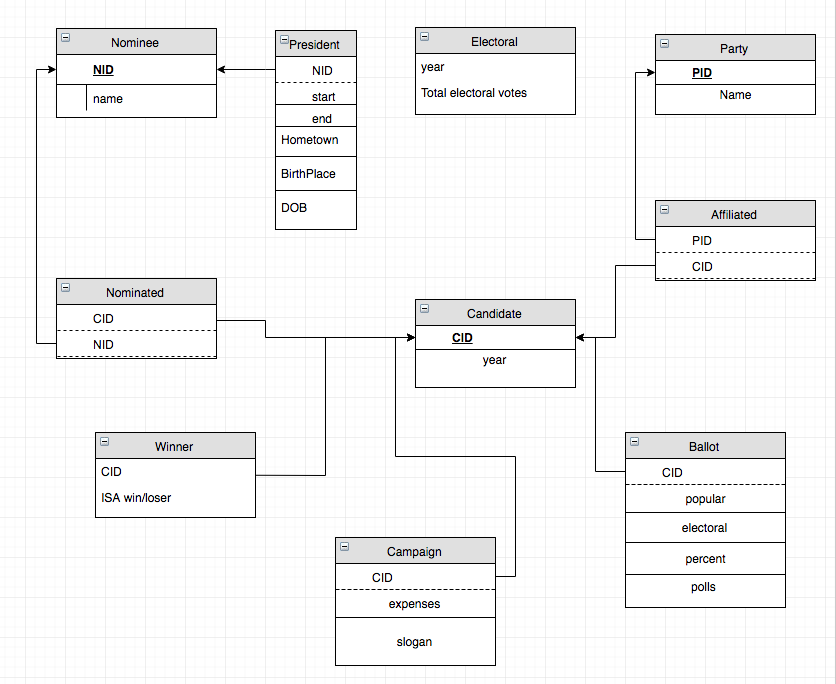 Nominee
NID
name
President
NID
start
end
Hometown
BirthPlace
DOB
Electoral
year
Total electoral votes
Party
PID
Name
Affiliated
PID
CID
Nominated
CID
NID
Candidate
CID
year
Winner
CID
ISA win/loser
Ballot
CID
popular
electoral
percent
polls
Campaign
CID
expenses
slogan